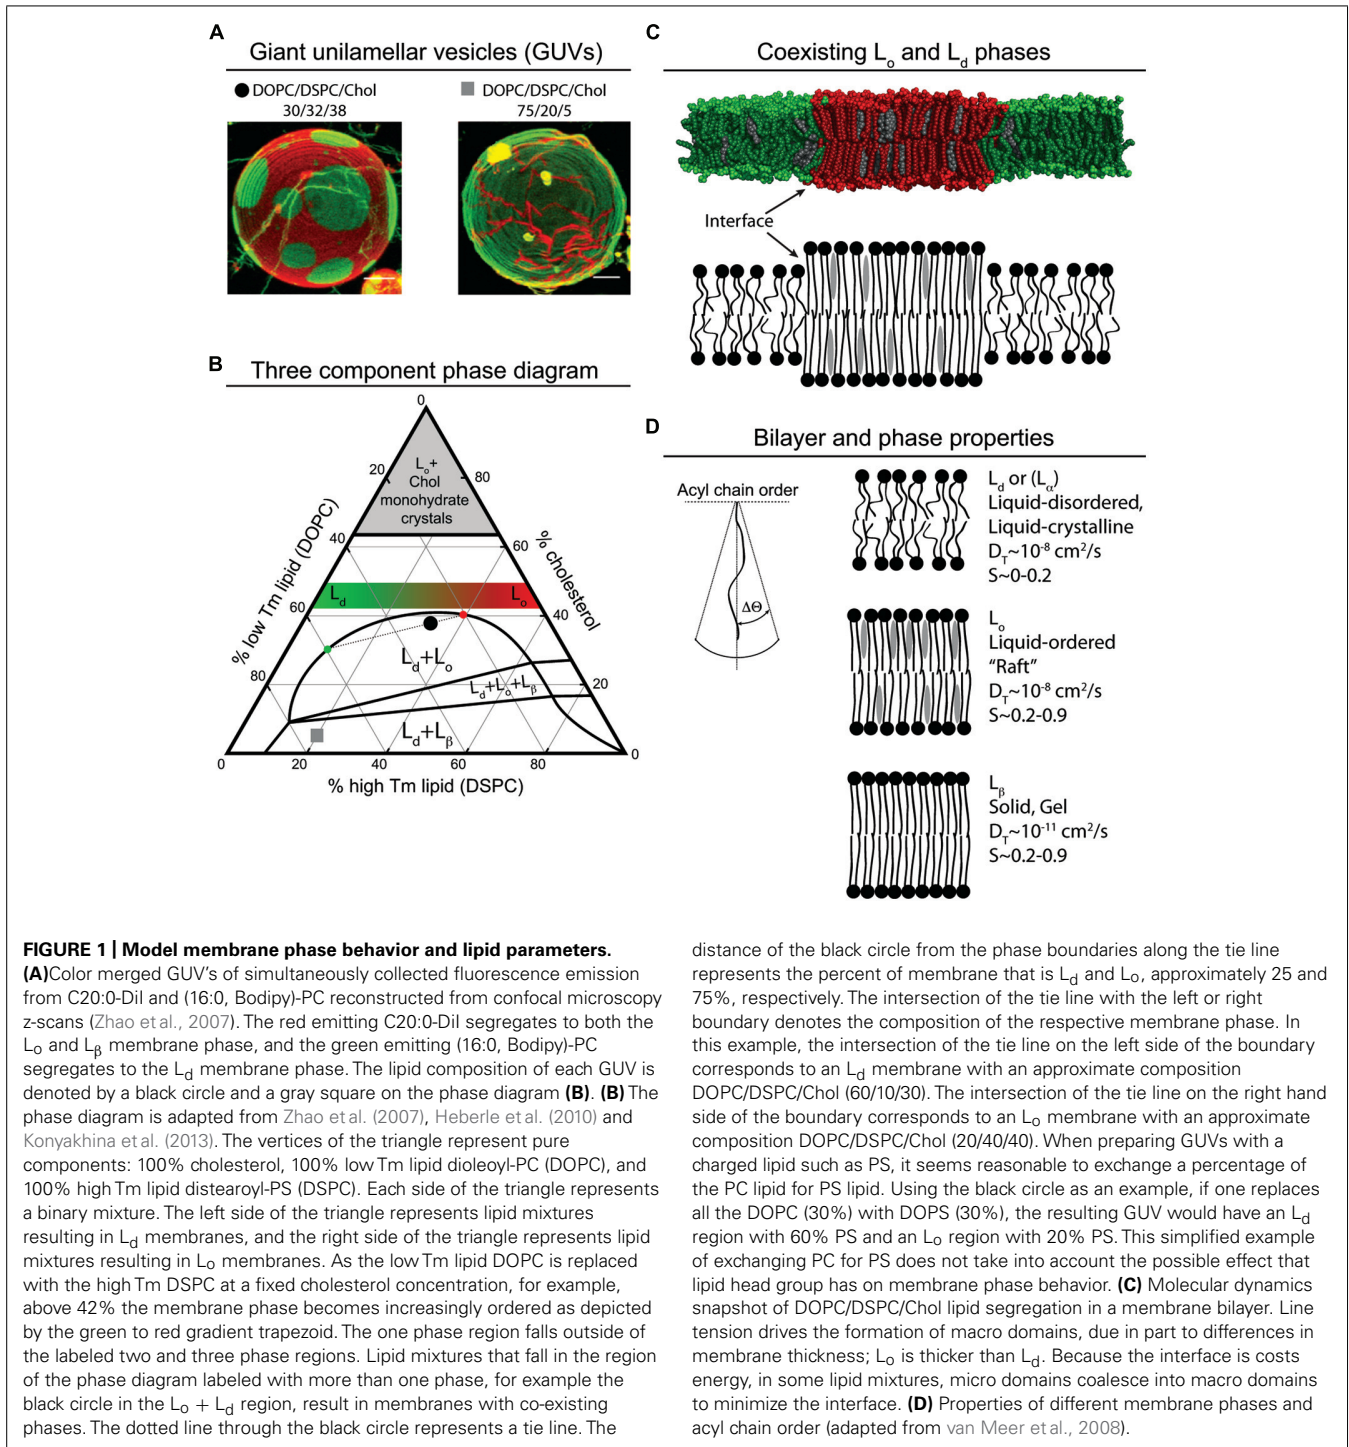 A
Giant unilamellar vesicles (GUVs)
DOPC/DSPC/Chol
30/32/38
DOPC/DSPC/Chol
75/20/5
B
Three component phase diagram
0
20
80
Lo+
Chol
monohydrate
crystals
40
60
% low Tm lipid (DOPC)
% cholesterol
Ld
Lo
60
40
Ld+Lo
80
20
Ld+Lo+Lβ
Ld+Lβ
0
0
20
40
60
80
% high Tm lipid (DSPC)
C
Coexisting Lo and Ld phases
Interface
D
Bilayer and phase properties
Acyl chain order
ΔΘ
Ld or (Lα)
Liquid-disordered,
Liquid-crystalline
DT~10-8 cm2/s
S~0-0.2
Lo
Liquid-ordered
"Raft"
DT~10-8 cm2/s
S~0.2-0.9
Lβ
Solid, Gel
DT~10-11 cm2/s
S~0.2-0.9
FIGURE 1 | Model membrane phase behavior and lipid parameters.
(A)Color merged GUV's of simultaneously collected fluorescence emission
from C20:0-DiI and (16:0, Bodipy)-PC reconstructed from confocal microscopy
z-scans (Zhao et al., 2007). The red emitting C20:0-DiI segregates to both the
Lo and Lβ membrane phase, and the green emitting (16:0, Bodipy)-PC
segregates to the Ld membrane phase. The lipid composition of each GUV is
denoted by a black circle and a gray square on the phase diagram (B). (B) The
phase diagram is adapted from Zhao et al. (2007), Heberle et al. (2010) and
Konyakhina et al. (2013). The vertices of the triangle represent pure
components: 100% cholesterol, 100% low Tm lipid dioleoyl-PC (DOPC), and
100% high Tm lipid distearoyl-PS (DSPC). Each side of the triangle represents
a binary mixture. The left side of the triangle represents lipid mixtures
resulting in Ld membranes, and the right side of the triangle represents lipid
mixtures resulting in Lo membranes. As the low Tm lipid DOPC is replaced
with the high Tm DSPC at a fixed cholesterol concentration, for example,
above 42% the membrane phase becomes increasingly ordered as depicted
by the green to red gradient trapezoid. The one phase region falls outside of
the labeled two and three phase regions. Lipid mixtures that fall in the region
of the phase diagram labeled with more than one phase, for example the
black circle in the Lo + Ld region, result in membranes with co-existing
phases. The dotted line through the black circle represents a tie line. The
distance of the black circle from the phase boundaries along the tie line
represents the percent of membrane that is Ld and Lo, approximately 25 and
75%, respectively. The intersection of the tie line with the left or right
boundary denotes the composition of the respective membrane phase. In
this example, the intersection of the tie line on the left side of the boundary
corresponds to an Ld membrane with an approximate composition
DOPC/DSPC/Chol (60/10/30). The intersection of the tie line on the right hand
side of the boundary corresponds to an Lo membrane with an approximate
composition DOPC/DSPC/Chol (20/40/40). When preparing GUVs with a
charged lipid such as PS, it seems reasonable to exchange a percentage of
the PC lipid for PS lipid. Using the black circle as an example, if one replaces
all the DOPC (30%) with DOPS (30%), the resulting GUV would have an Ld
region with 60% PS and an Lo region with 20% PS. This simplified example
of exchanging PC for PS does not take into account the possible effect that
lipid head group has on membrane phase behavior. (C) Molecular dynamics
snapshot of DOPC/DSPC/Chol lipid segregation in a membrane bilayer. Line
tension drives the formation of macro domains, due in part to differences in
membrane thickness; Lo is thicker than Ld. Because the interface is costs
energy, in some lipid mixtures, micro domains coalesce into macro domains
to minimize the interface. (D) Properties of different membrane phases and
acyl chain order (adapted from van Meer et al., 2008).